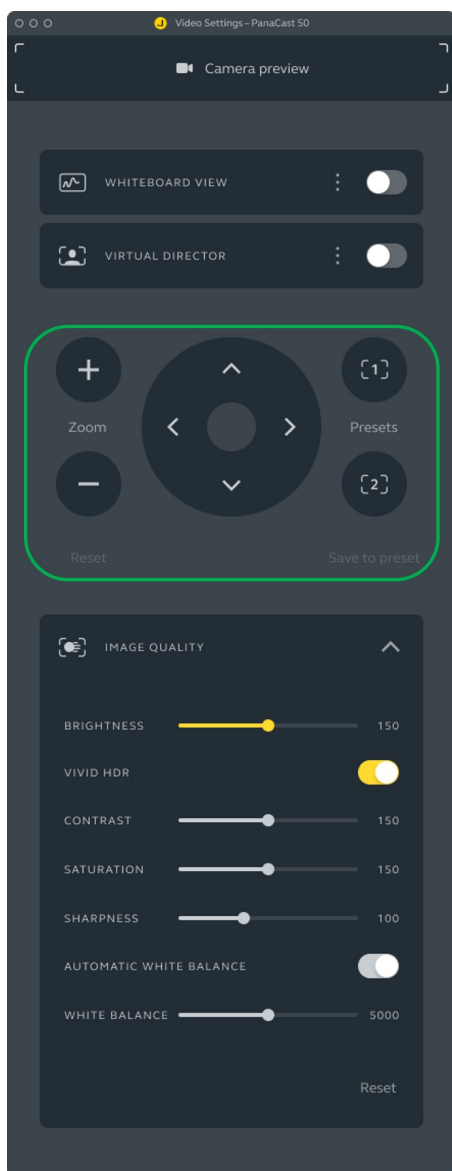 Video Settings – PanaCast 50
Camera preview
WHITEBOARD VIEW
VIRTUAL DIRECTOR
Zoom
1
Presets
2
Reset
Save to preset
IMAGE QUALITY
BRIGHTNESS 150
VIVID HDR
CONTRAST 150
SATURATION 150
SHARPNESS 100
AUTOMATIC WHITE BALANCE
WHITE BALANCE 5000
Reset